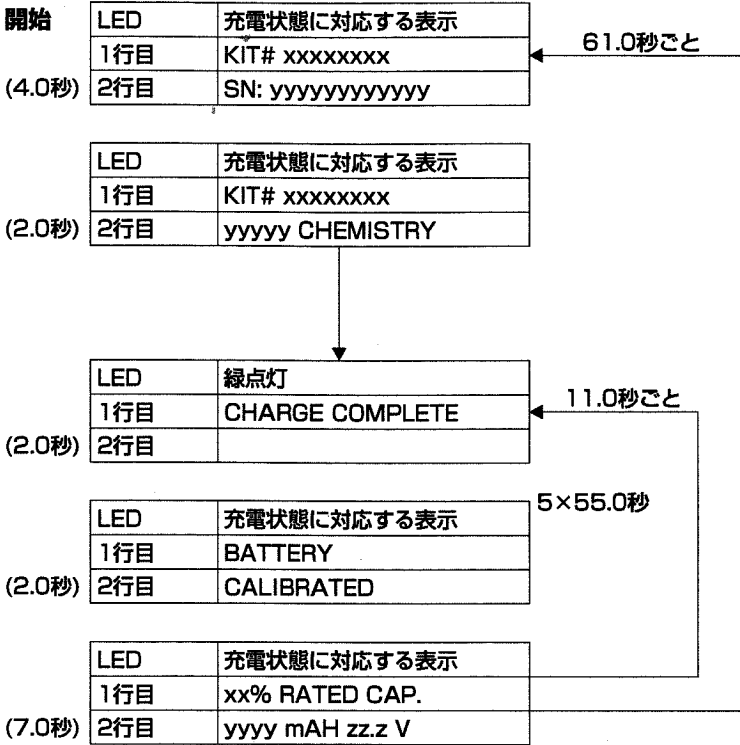 開始
LED 充電状態に対応する表示
1行目 KIT# xxxxxxxx
61.0秒ごと
(4.0秒) 2行目 SN: yyyyyyyyyyyy
LED 充電状態に対応する表示
1行目 KIT# xxxxxxxx
(2.0秒) 2行目 yyyyy CHEMISTRY
LED 緑点灯
1行目 CHARGE COMPLETE
11.0秒ごと
(2.0秒) 2行目
5×55.0秒
LED 充電状態に対応する表示
1行目 BATTERY
(2.0秒) 2行目 CALIBRATED
LED 充電状態に対応する表示
1行目 xx% RATED CAP.
(7.0秒) 2行目 yyyy mAH zz.z V